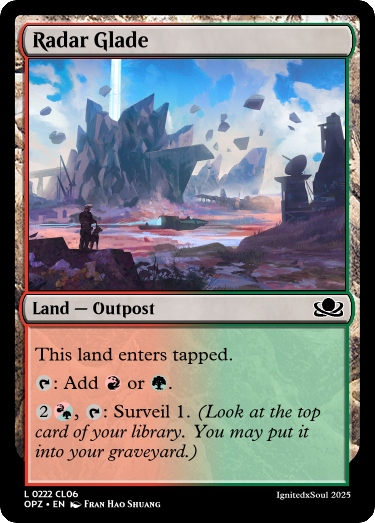 Radar Glade
Land — Outpost
This land enters tapped.
: Add or .
2 , : Surveil 1. (Look at the top
card of your library. You may put it
into your graveyard.)
L 0222 CL06
OPZ • EN Fran Hao Shuang
IgnitedxSoul 2025